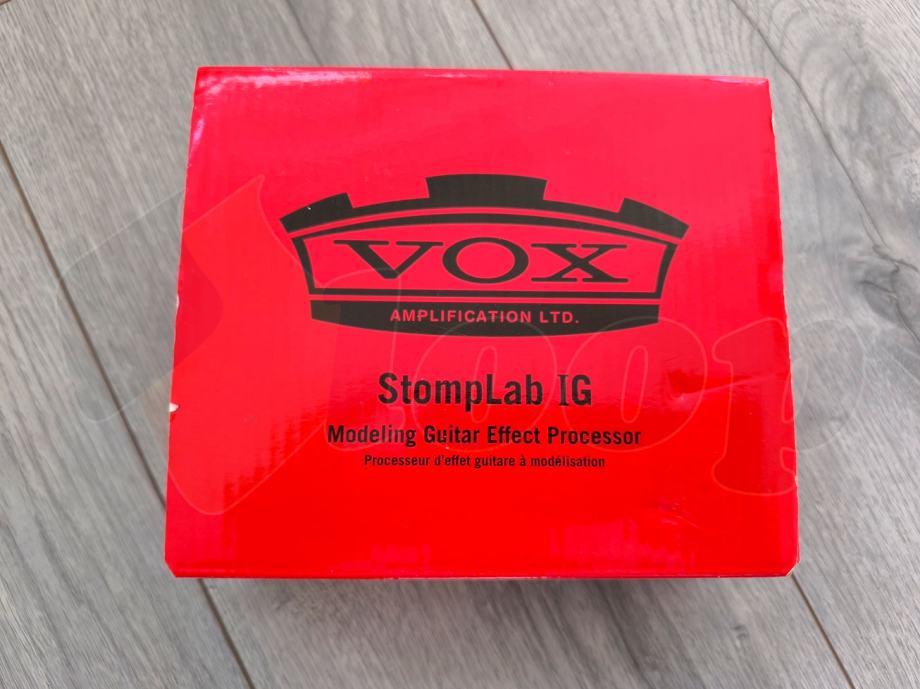 VOX
AMPLIFICATION LTD.
StompLab IG
Modeling Guitar Effect Processor
Processeur d'effet guitare à modélisation